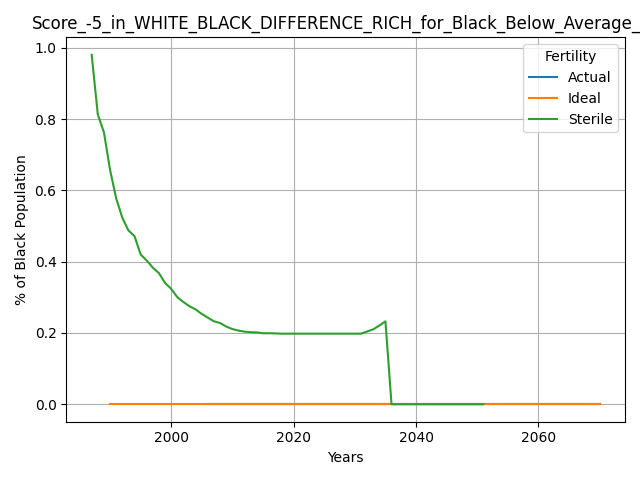 Score_-5_in_WHITE_BLACK_DIFFERENCE_RICH_for_Black_Below_Average_
Fertility
Actual
Ideal
Sterile
% of Black Population
1.0
0.8
0.6
0.4
0.2
0.0
2000 2020 2040 2060
Years